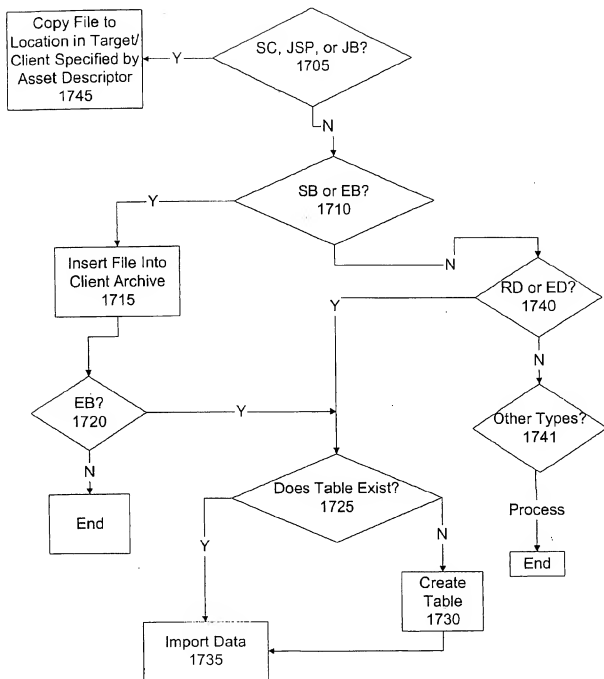 Copy File to
Location in Target/
Client Specified by
Asset Descriptor
1745
Y
SC, JSP, or JB?
1705
N
SB or EB?
1710
Y
N
Insert File Into
Client Archive
1715
RD or ED?
1740
Y
N
EB?
1720
Y
N
Other Types?
1741
Does Table Exist?
1725
End
Process
Y
N
End
Create
Table
1730
Import Data
1735